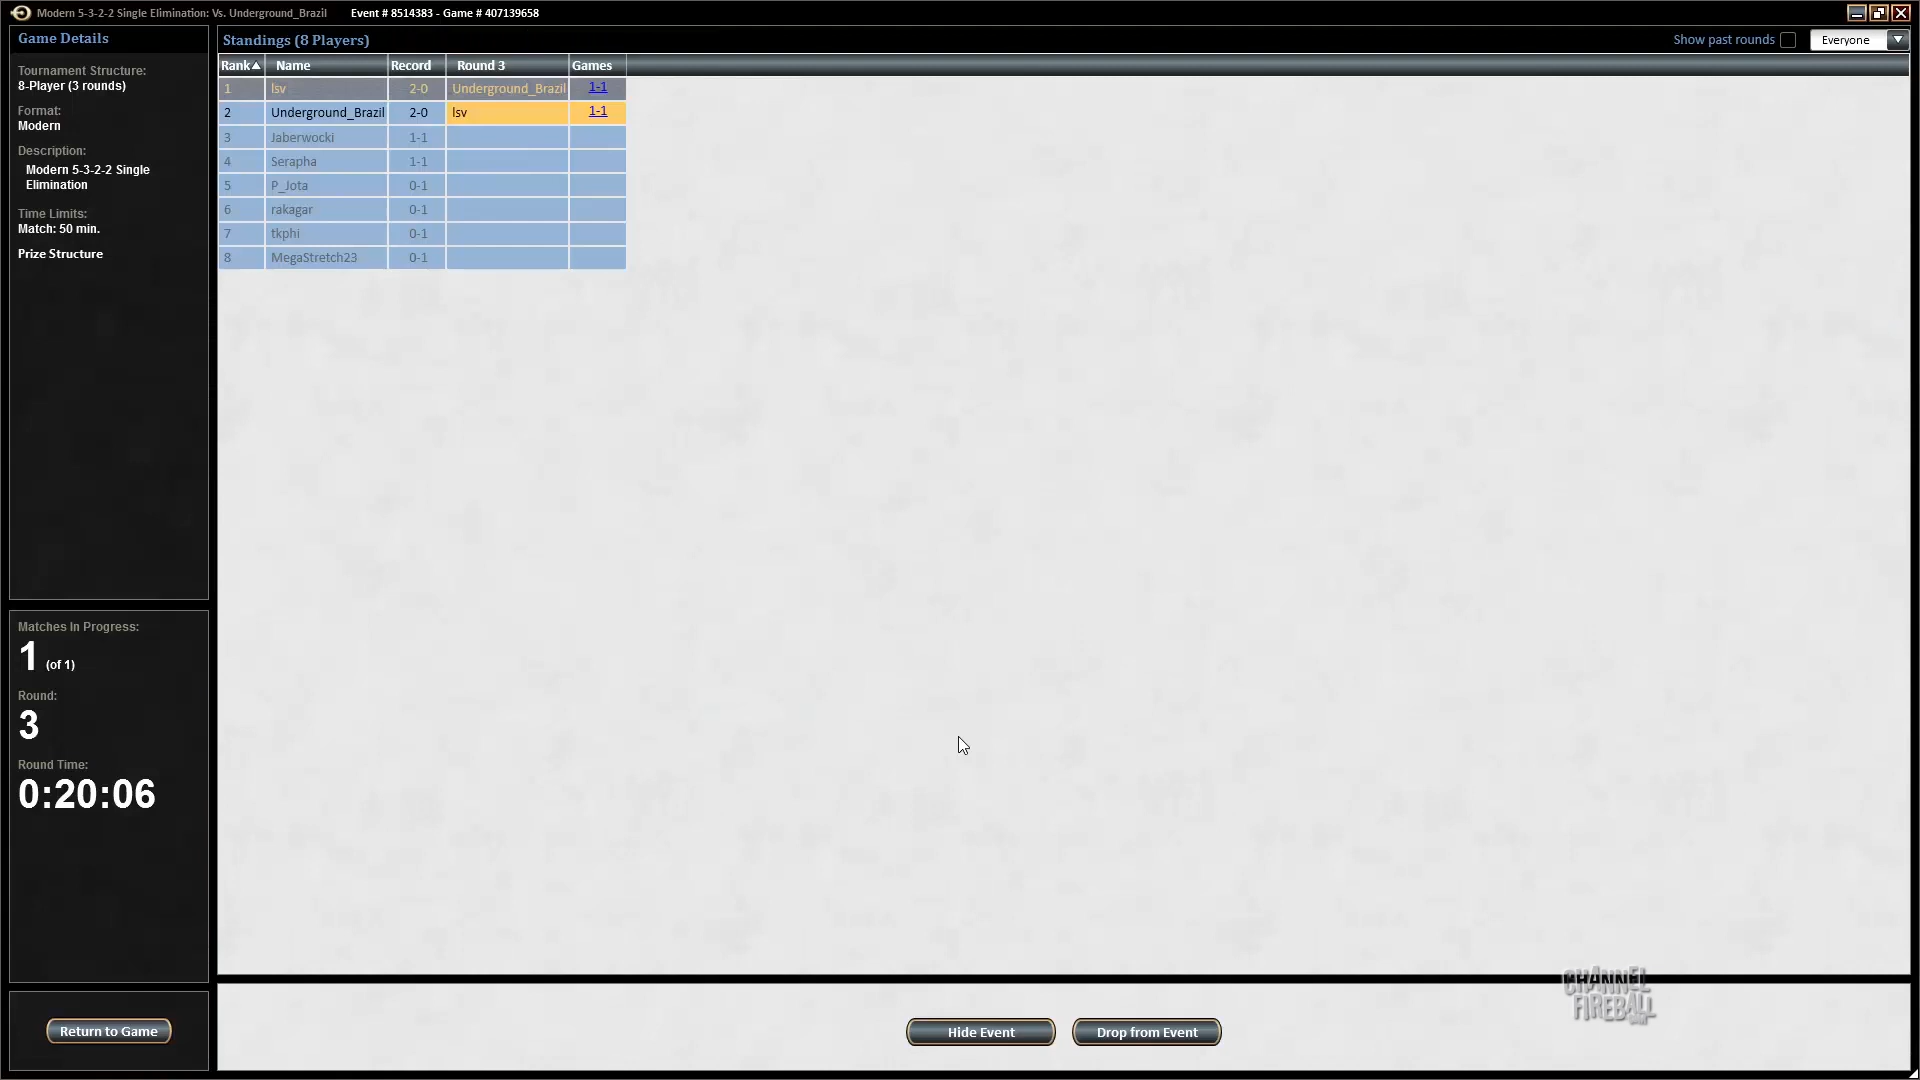 Modern 5-3-2-2 Single Elimination: Vs. Underground_Brazil Event # 8514383 - Game # 407139658
Game Details
Tournament Structure:
8-Player (3 rounds)
Format:
Modern
Description:
Modern 5-3-2-2 Single
Elimination
Time Limits:
Match: 50 min.
Prize Structure
Standings (8 Players)
Show past rounds Everyone
Rank Name Record Round 3 Games
1 lsv 2-0 Underground_Brazil 1-1
2 Underground_Brazil 2-0 lsv 1-1
3 Jaberwocki 1-1
4 Serapha 1-1
5 P_Jota 0-1
6 rakagar 0-1
7 tkphi 0-1
8 MegaStretch23 0-1
Matches In Progress:
1 (of 1)
Round:
3
Round Time:
0:20:06
Return to Game
Hide Event
Drop from Event
CHANNEL
FIREBALL